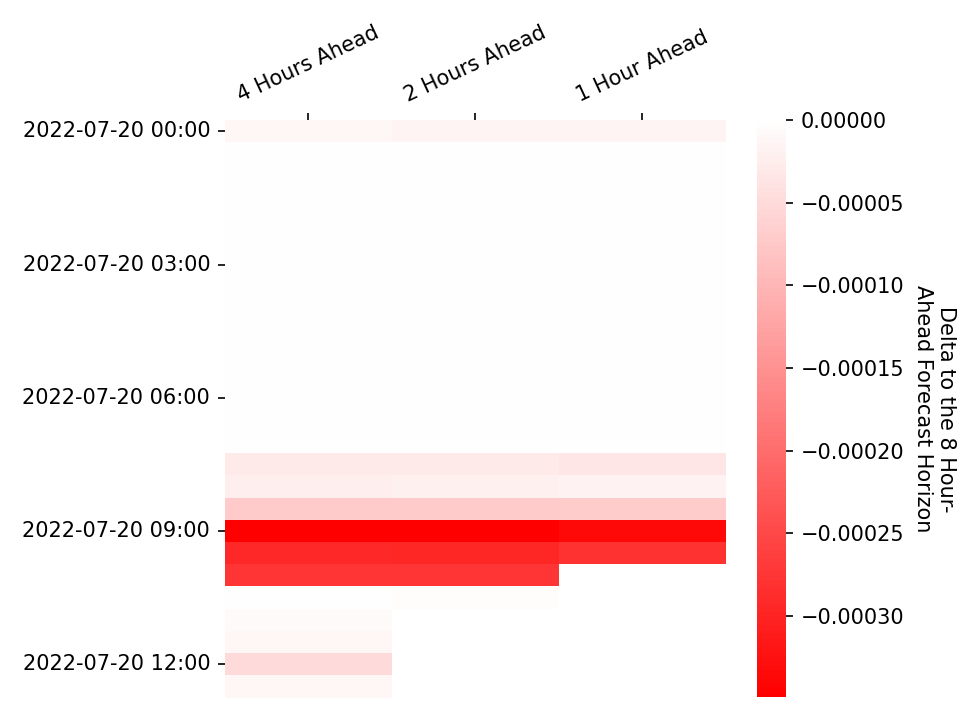 4 Hours Ahead
2 Hours Ahead
1 Hour Ahead
2022-07-20 00:00
2022-07-20 03:00
2022-07-20 06:00
2022-07-20 09:00
2022-07-20 12:00
0.00000
−0.00005
−0.00010
−0.00015
−0.00020
−0.00025
−0.00030
Delta to the 8 Hour-
Ahead Forecast Horizon